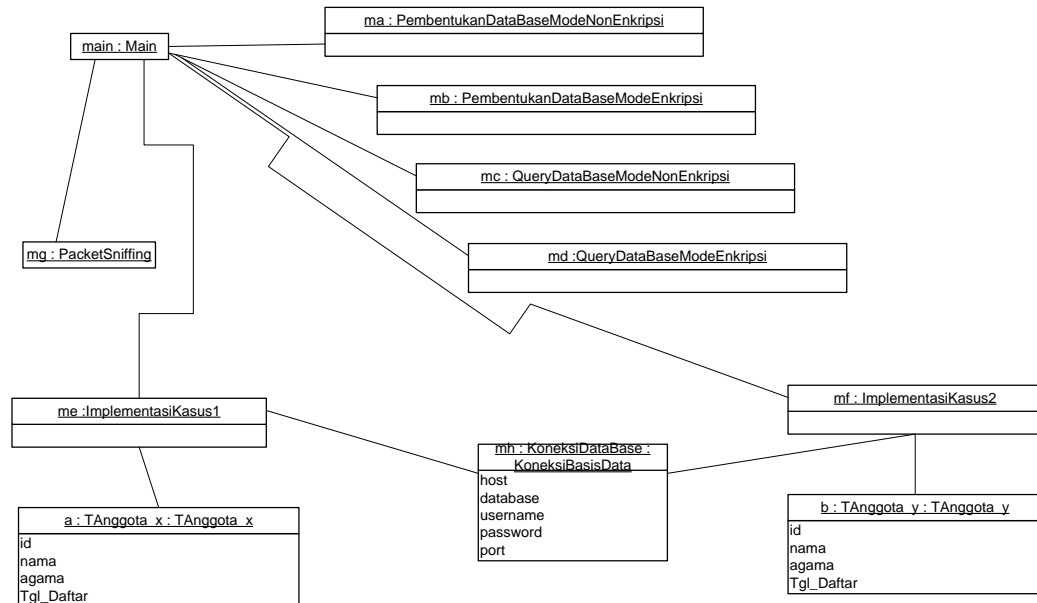 ma : PembentukanDataBaseModeNonEnkripsi
main : Main
mb : PembentukanDataBaseModeEnkripsi
mc : QueryDataBaseModeNonEnkripsi
mg : PacketSniffing
md :QueryDataBaseModeEnkripsi
me :ImplementasiKasus1
mf : ImplementasiKasus2
mh : KoneksiDataBase :
KoneksiBasisData
host
database
username
password
port
a : TAnggota_x : TAnggota_x
id
nama
agama
Tgl_Daftar
b : TAnggota_y : TAnggota_y
id
nama
agama
Tgl_Daftar